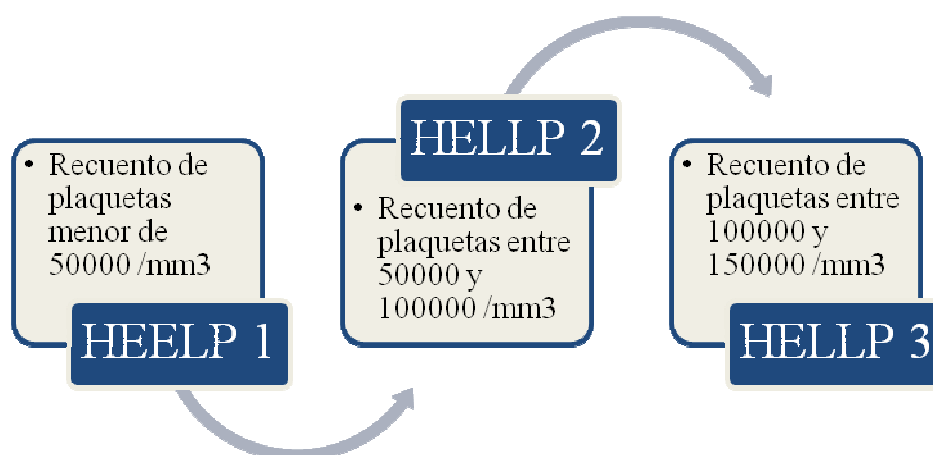 • Recuento de
plaquetas
menor de
50000 /mm3
HEELP 1
HELLP 2
• Recuento de
plaquetas entre
50000 y
100000 /mm3
• Recuento de
plaquetas entre
100000 y
150000 /mm3
HELLP 3